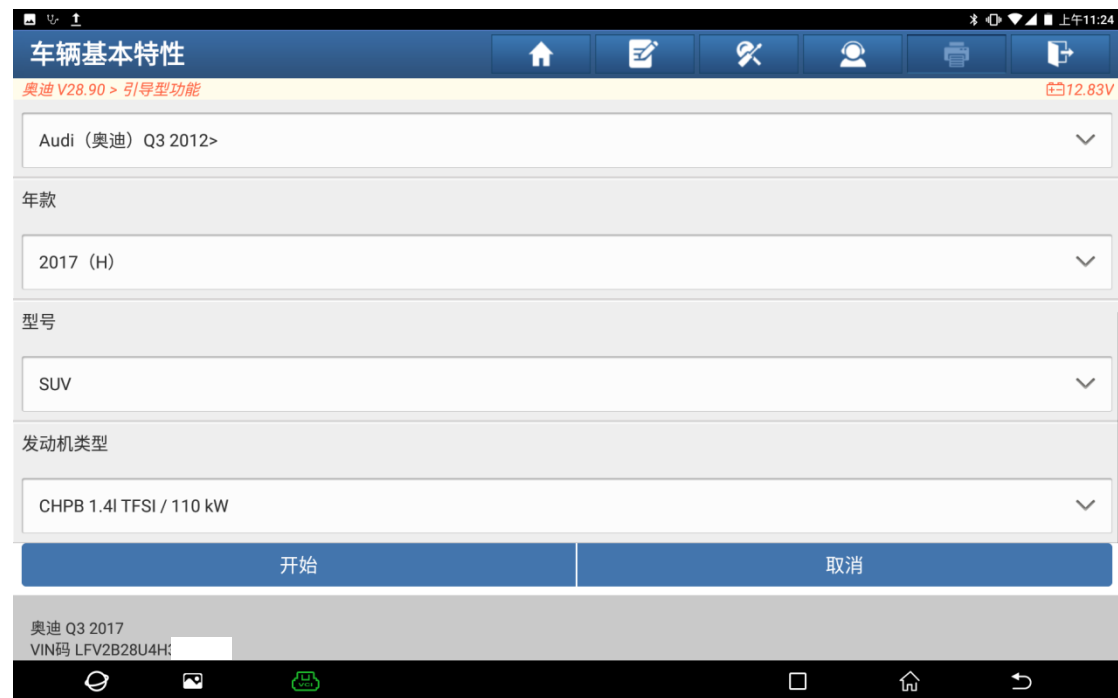 上午11:24
车辆基本特性
奥迪 V28.90 > 引导型功能
12.83V
Audi（奥迪）Q3 2012>
年款
2017（H）
型号
SUV
发动机类型
CHPB 1.4l TFSI / 110 kW
开始
取消
奥迪 Q3 2017
VIN码 LFV2B28U4H
VCI